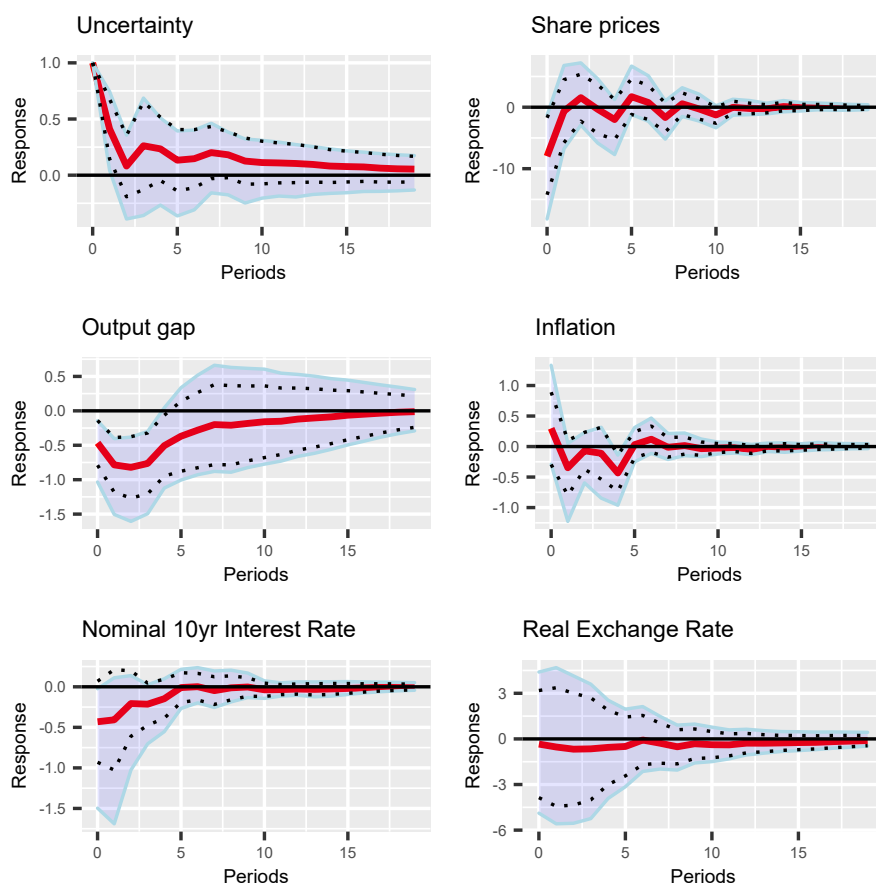 Uncertainty
Response
1.0
0.5
0.0
0 5 10 15
Periods
Share prices
Response
0
-10
0 5 10 15
Periods
Output gap
Response
0.5
0.0
-0.5
-1.0
-1.5
0 5 10 15
Periods
Inflation
Response
1.0
0.5
0.0
-0.5
-1.0
0 5 10 15
Periods
Nominal 10yr Interest Rate
Response
0.0
-0.5
-1.0
-1.5
0 5 10 15
Periods
Real Exchange Rate
Response
3
0
-3
-6
0 5 10 15
Periods